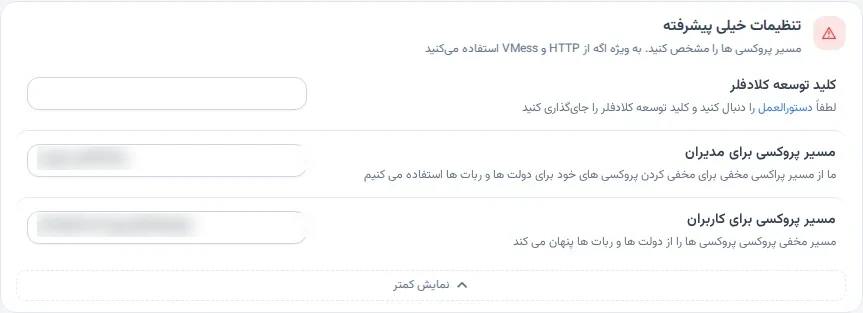 تنظیمات خیلی پیشرفته
مسیر پروکسی ها را مشخص کنید. به ویژه اگه از HTTP و VMess استفاده می‌کنید
کلید توسعه کلادفلر
لطفاً دستورالعمل را دنبال کنید و کلید توسعه کلادفلر را جای‌گذاری کنید
مسیر پروکسی برای مدیران
ما از مسیر پراکسی مخفی برای مخفی کردن پروکسی های خود برای دولت ها و ربات ها استفاده می کنیم
مسیر پروکسی برای کاربران
مسیر مخفی پروکسی پروکسی ها را از دولت ها و ربات ها پنهان می کند
نمایش کمتر